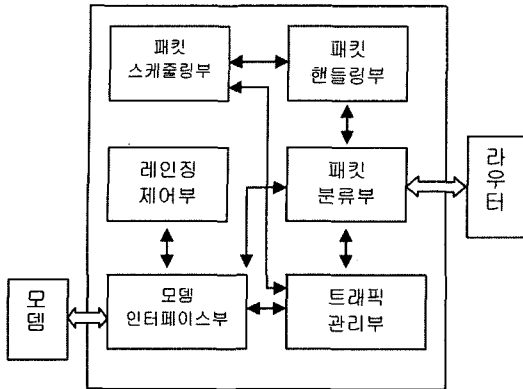 패킷
스케줄링부
패킷
핸들링부
레인징
제어부
패킷
분류부
라우터
모뎀
모뎀
인터페이스부
트래픽
관리부